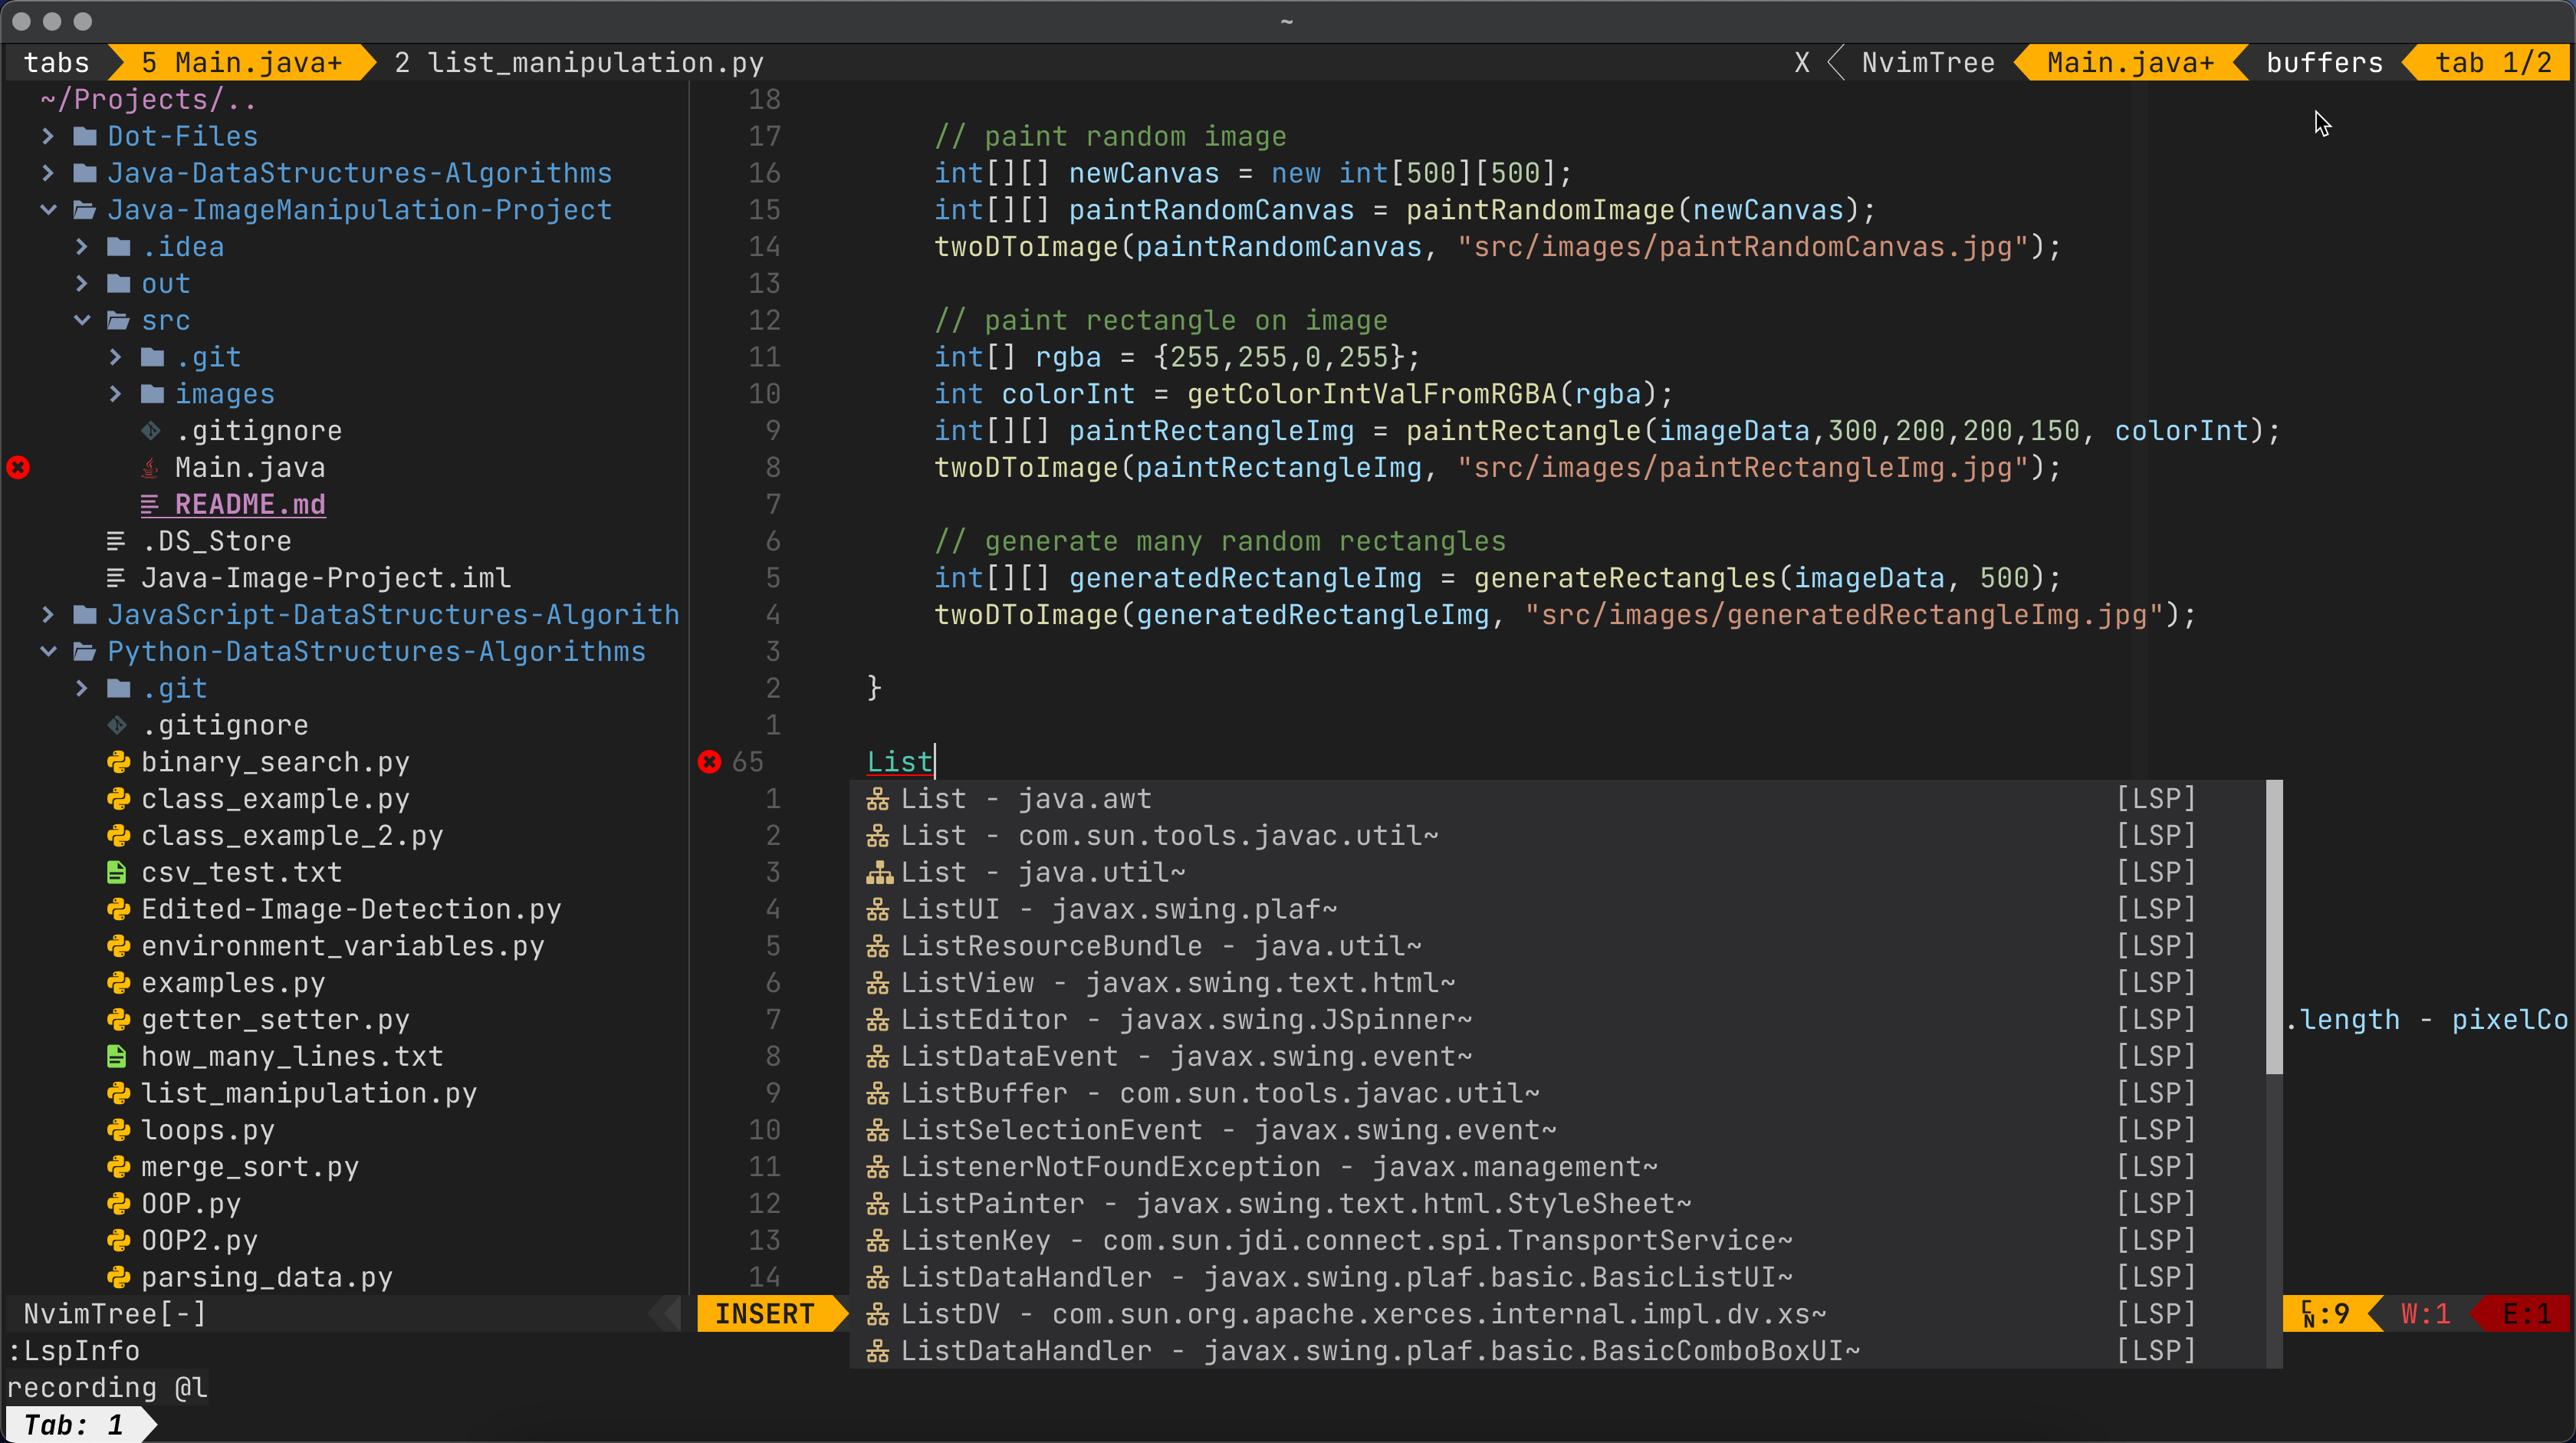 ~
tabs 5 Main.java+ 2 list_manipulation.py X NvimTree Main.java+ buffers tab 1/2
~/Projects/..
Dot-Files
Java-DataStructures-Algorithms
Java-ImageManipulation-Project
.idea
out
src
.git
images
.gitignore
Main.java
README.md
.DS_Store
Java-Image-Project.iml
JavaScript-DataStructures-Algorith
Python-DataStructures-Algorithms
.git
.gitignore
binary_search.py
class_example.py
class_example_2.py
csv_test.txt
Edited-Image-Detection.py
environment_variables.py
examples.py
getter_setter.py
how_many_lines.txt
list_manipulation.py
loops.py
merge_sort.py
OOP.py
OOP2.py
parsing_data.py
NvimTree[-]
18
17 // paint random image
16 int[][] newCanvas = new int[500][500];
15 int[][] paintRandomCanvas = paintRandomImage(newCanvas);
14 twoDToImage(paintRandomCanvas, "src/images/paintRandomCanvas.jpg");
13
12 // paint rectangle on image
11 int[] rgba = {255,255,0,255};
10 int colorInt = getColorIntValFromRGBA(rgba);
9 int[][] paintRectangleImg = paintRectangle(imageData,300,200,200,150, colorInt);
8 twoDToImage(paintRectangleImg, "src/images/paintRectangleImg.jpg");
7
6 // generate many random rectangles
5 int[][] generatedRectangleImg = generateRectangles(imageData, 500);
4 twoDToImage(generatedRectangleImg, "src/images/generatedRectangleImg.jpg");
3
2 }
1
65 List
1 List - java.awt [LSP]
2 List - com.sun.tools.javac.util~ [LSP]
3 List - java.util~ [LSP]
4 ListUI - javax.swing.plaf~ [LSP]
5 ListResourceBundle - java.util~ [LSP]
6 ListView - javax.swing.text.html~ [LSP]
7 ListEditor - javax.swing.JSpinner~ [LSP] .length - pixelCo
8 ListDataEvent - javax.swing.event~ [LSP]
9 ListBuffer - com.sun.tools.javac.util~ [LSP]
10 ListSelectionEvent - javax.swing.event~ [LSP]
11 ListenerNotFoundException - javax.management~ [LSP]
12 ListPainter - javax.swing.text.html.StyleSheet~ [LSP]
13 ListenKey - com.sun.jdi.connect.spi.TransportService~ [LSP]
14 ListDataHandler - javax.swing.plaf.basic.BasicListUI~ [LSP]
INSERT ListDV - com.sun.org.apache.xerces.internal.impl.dv.xs~ [LSP] ␤:9 W:1 E:1
ListDataHandler - javax.swing.plaf.basic.BasicComboBoxUI~ [LSP]
:LspInfo
recording @l
Tab: 1